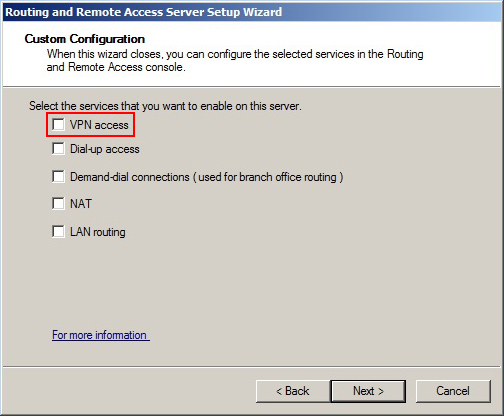 Routing and Remote Access Server Setup Wizard
Custom Configuration
When this wizard closes, you can configure the selected services in the Routing
and Remote Access console.
Select the services that you want to enable on this server.
VPN access
Dial-up access
Demand-dial connections ( used for branch office routing )
NAT
LAN routing
For more information
< Back
Next >
Cancel